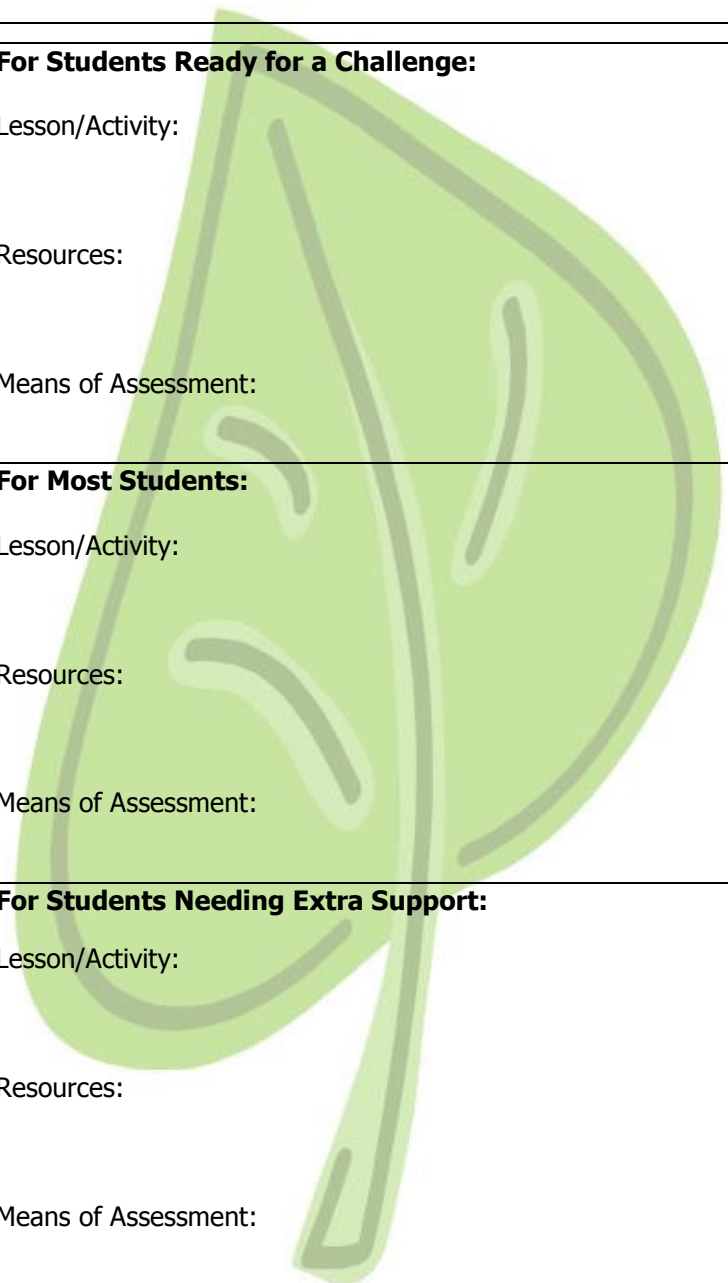 For Students Ready for a Challenge:
Lesson/Activity:
Resources:
Means of Assessment:
For Most Students:
Lesson/Activity:
Resources:
Means of Assessment:
For Students Needing Extra Support:
Lesson/Activity:
Resources:
Means of Assessment: